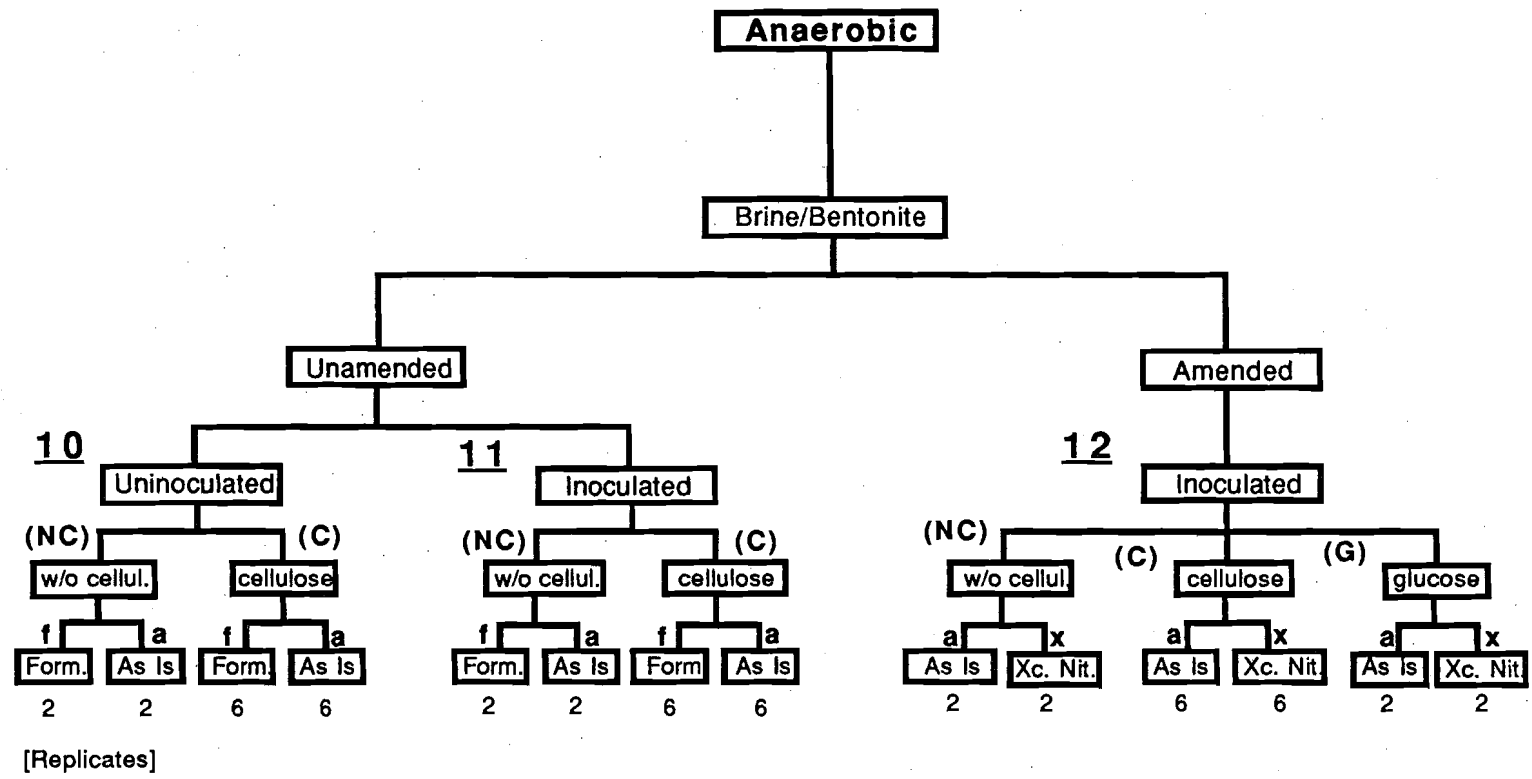 Anaerobic
Brine/Bentonite
Unamended
Amended
10
11
12
Uninoculated
Inoculated
Inoculated
(NC)
(C)
(NC)
(C)
(NC)
(C)
(G)
w/o cellul.
cellulose
w/o cellul.
cellulose
w/o cellul.
cellulose
glucose
f
a
f
a
f
a
f
a
a
x
a
x
a
x
Form.
As Is
Form.
As Is
Form.
As Is
Form
As Is
As Is
Xc. Nit.
As Is
Xc. Nit.
As Is
Xc. Nit.
2
2
6
6
2
2
6
6
2
2
6
6
2
2
[Replicates]